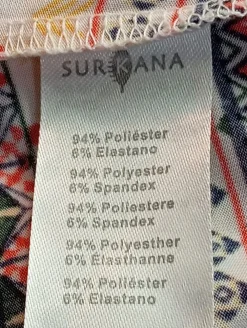 SURKANA
94% Poliéster
6% Elastano
94% Polyester
6% Spandex
94% Poliestere
6% Spandex
94% Polyesther
6% Élasthanne
94% Poliéster
6% Elastano